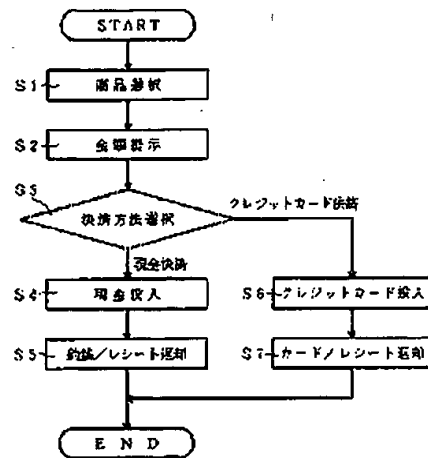 START
S1 商品選択
S2 金額提示
S3
決済方法選択
クレジットカード決済
現金決済
S4 現金投入
S6 クレジットカード投入
S5 釣銭/レシート返却
S7 カード/レシート返却
END